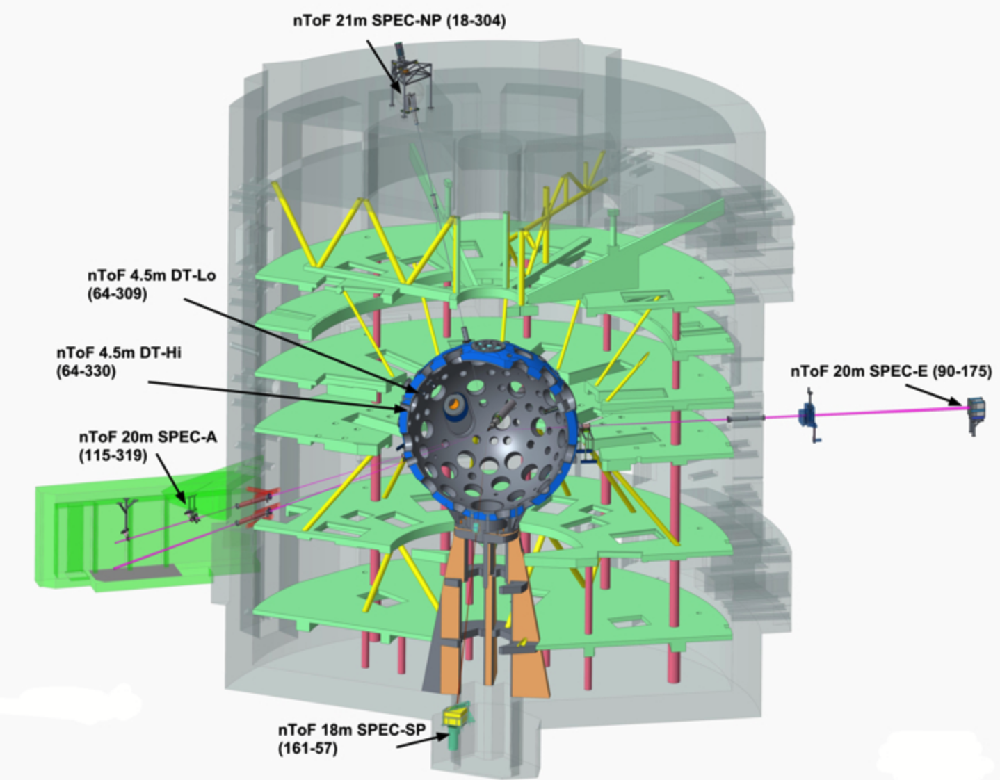 nToF 21m SPEC-NP (18-304)
nToF 4.5m DT-Lo
(64-309)
nToF 4.5m DT-Hi
(64-330)
nToF 20m SPEC-E (90-175)
nToF 20m SPEC-A
(115-319)
nToF 18m SPEC-SP
(161-57)